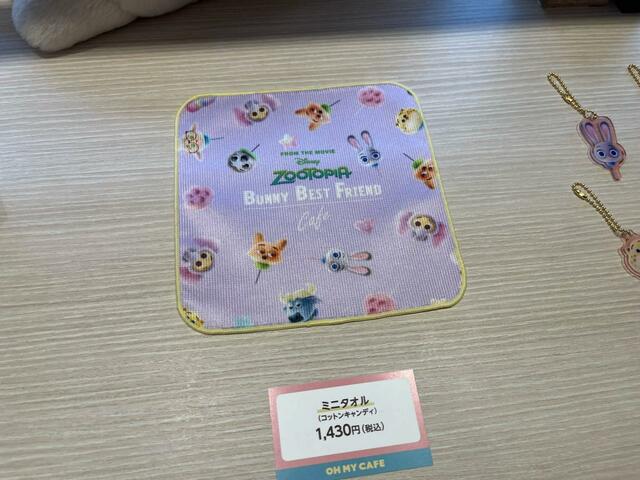 FROM THE MOVIE
Disney
ZOOTOPIA
BUNNY BEST FRIEND
Cafe
ミニタオル
(コットンキャンディ)
1,430円(税込)
OH MY CAFE